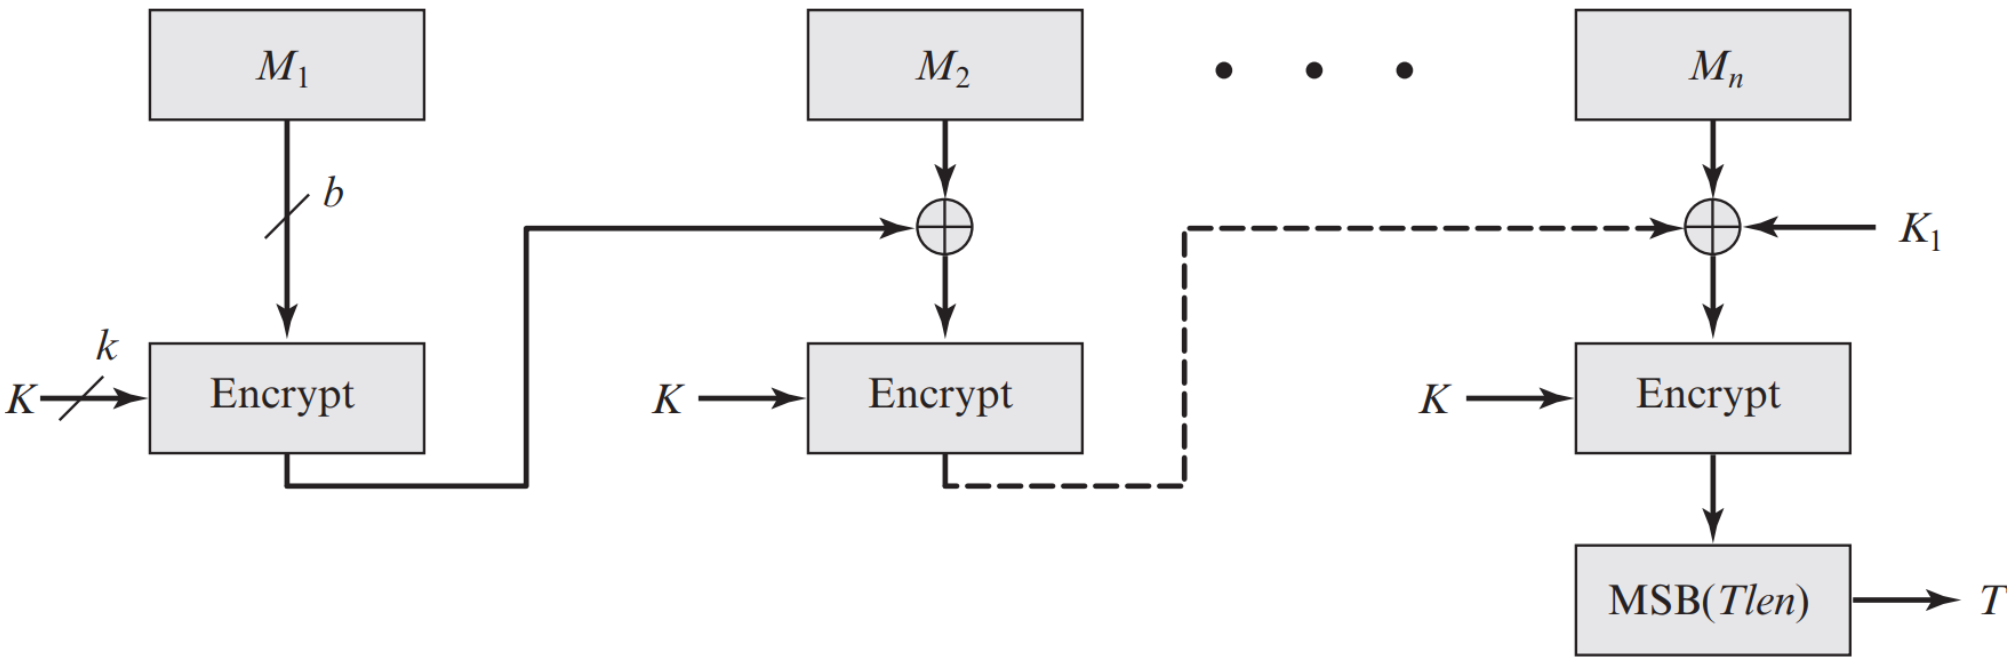 M1
M2
Mn
b
K1
k
K
Encrypt
K
Encrypt
K
Encrypt
MSB(Tlen)
T